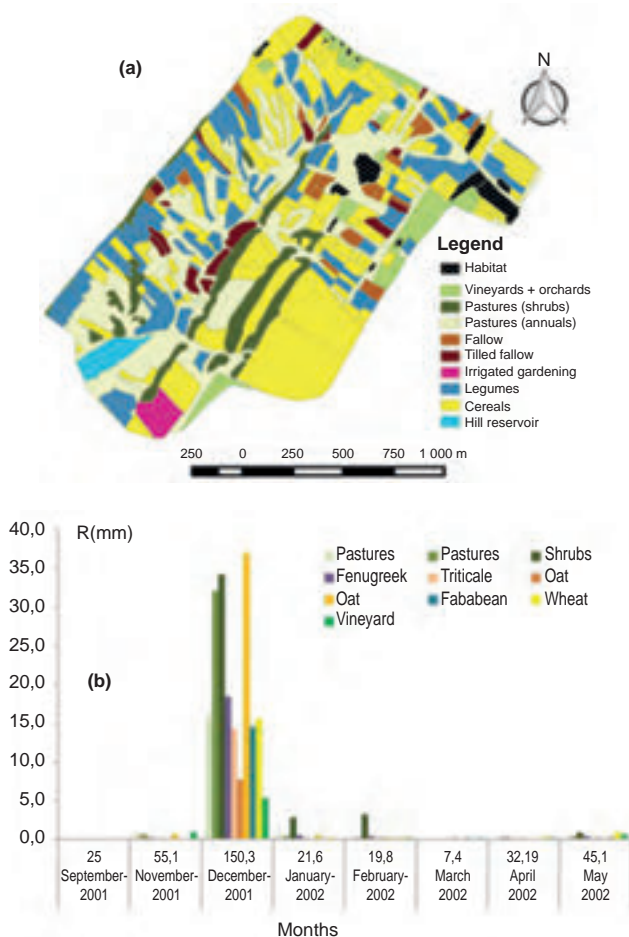 (a)
N
Legend
Habitat
Vineyards + orchards
Pastures (shrubs)
Pastures (annuals)
Fallow
Tilled fallow
Irrigated gardening
Legumes
Cereals
Hill reservoir
250 0 250 500 750 1 000 m
R(mm)
40,0
35,0
30,0
25,0
20,0
15,0
10,0
5,0
0,0
Pastures Pastures Shrubs
Fenugreek Triticale Oat
Oat Fababean Wheat
Vineyard
(b)
25 55,1 150,3 21,6 19,8 7,4 32,19 45,1
September- November- December- January- February- March April May
2001 2001 2001 2002 2002 2002 2002 2002
Months